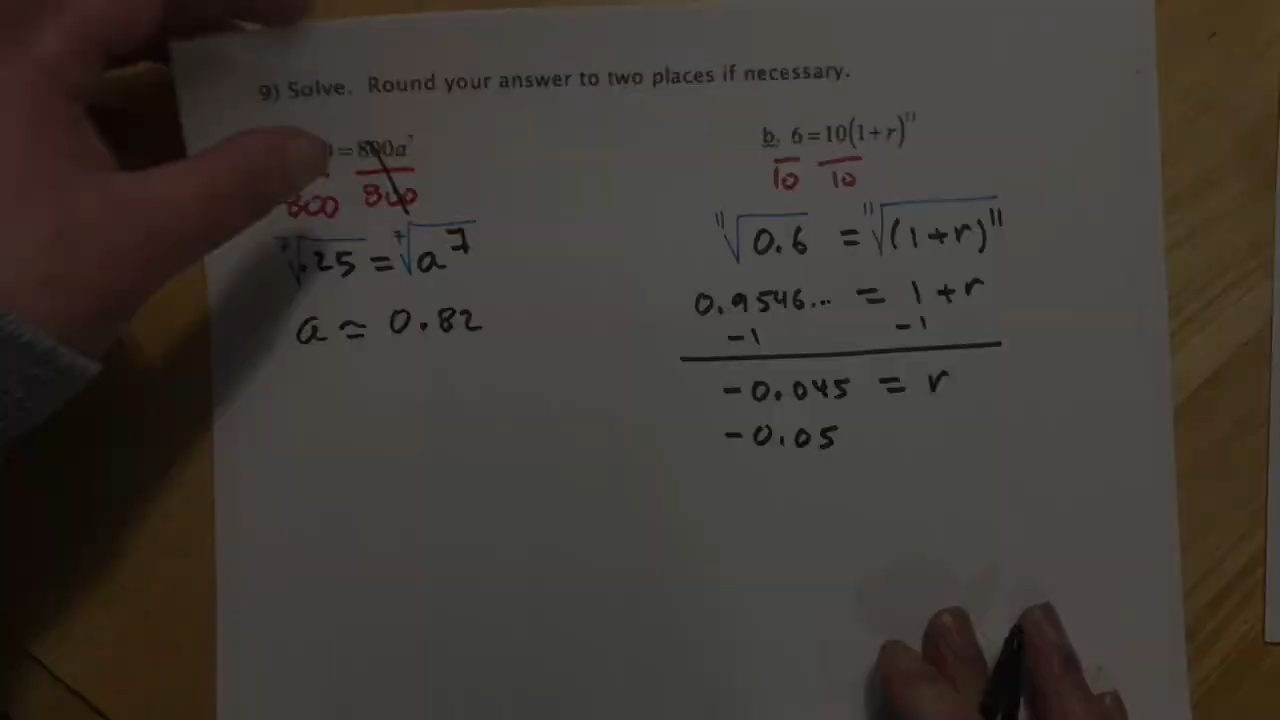 9) Solve. Round your answer to two places if necessary.
) = 800a⁷
800 800
⁷√.25 = ⁷√a⁷
a ≃ 0.82
b. 6=10(1+r)¹¹
10 10
¹¹√0.6 = ¹¹√(1+r)¹¹
0.9546... = 1+r
-1 -1
-0.045 = r
-0.05